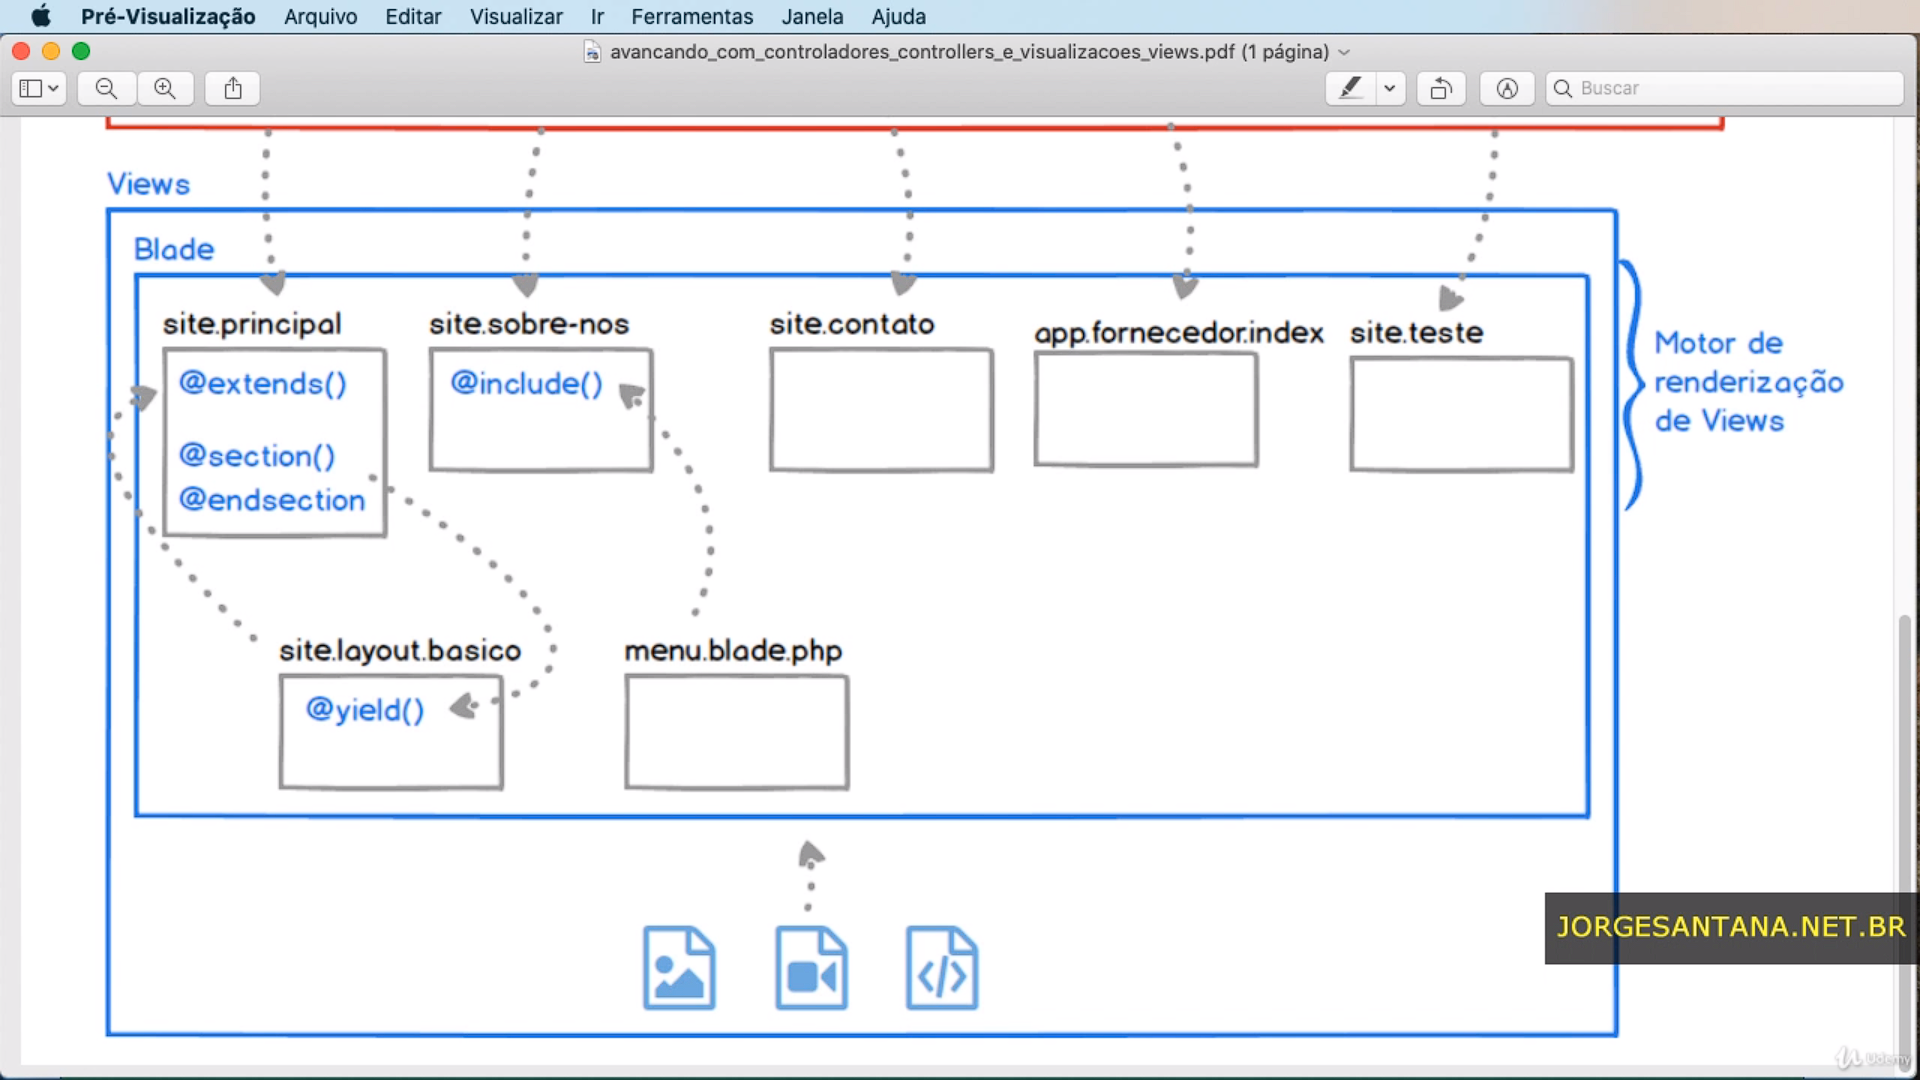 Pré-Visualização Arquivo Editar Visualizar Ir Ferramentas Janela Ajuda
avancando_com_controladores_controllers_e_visualizacoes_views.pdf (1 página)
Buscar
Views
Blade
site.principal
site.sobre-nos
site.contato
app.fornecedor.index
site.teste
@extends()
@section()
@endsection
@include()
Motor de
renderização
de Views
site.layout.basico
menu.blade.php
@yield()
JORGESANTANA.NET.BR
Udemy